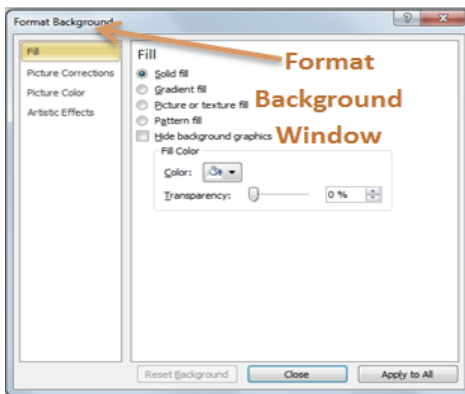 Format Background
Fill
Picture Corrections
Picture Color
Artistic Effects
Fill
Solid fill
Gradient fill
Picture or texture fill
Pattern fill
Hide background graphics
Fill Color
Color:
Transparency: 0 %
Format
Background
Window
Reset Background Close Apply to All